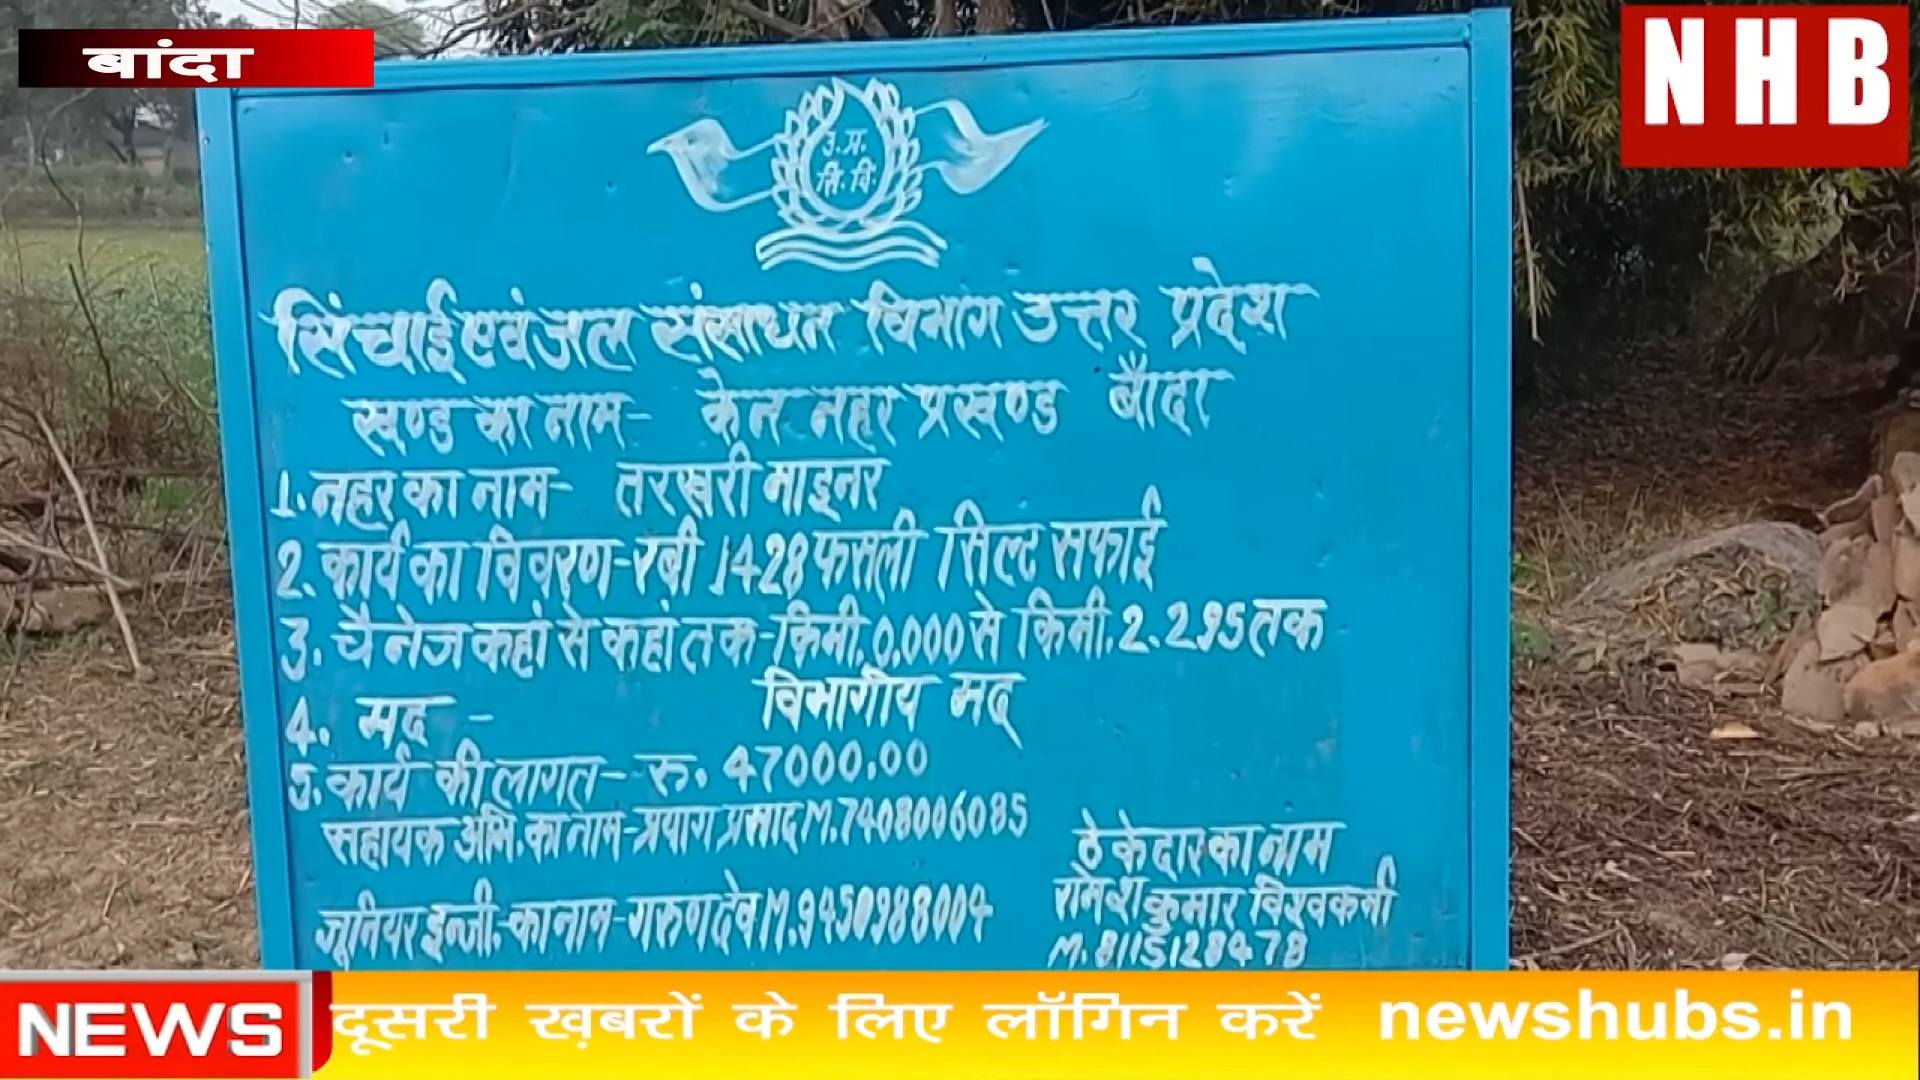 बांदा
NHB
उ.प्र.
सिं.वि.
सिंचाई एवं जल संसाधन विभाग उत्तर प्रदेश
खण्ड का नाम- केन नहर प्रखण्ड बाँदा
1. नहर का नाम- तरखरी माइनर
2. कार्य का विवरण-रबी 1428 फसली सिल्ट सफाई
3. चैनेज कहां से कहां तक-किमी.0.000 से किमी.2.295 तक
4. मद - विभागीय मद
5. कार्य की लागत- रु. 47000.00
सहायक अभि.का नाम-प्रयाग प्रसाद M.7408006085
जूनियर इन्जी.-का नाम-गरुण देव M.9450988004
ठेकेदार का नाम
रामेश कुमार विश्वकर्मा
M. 8115128478
NEWS दूसरी ख़बरों के लिए लॉगिन करें newshubs.in